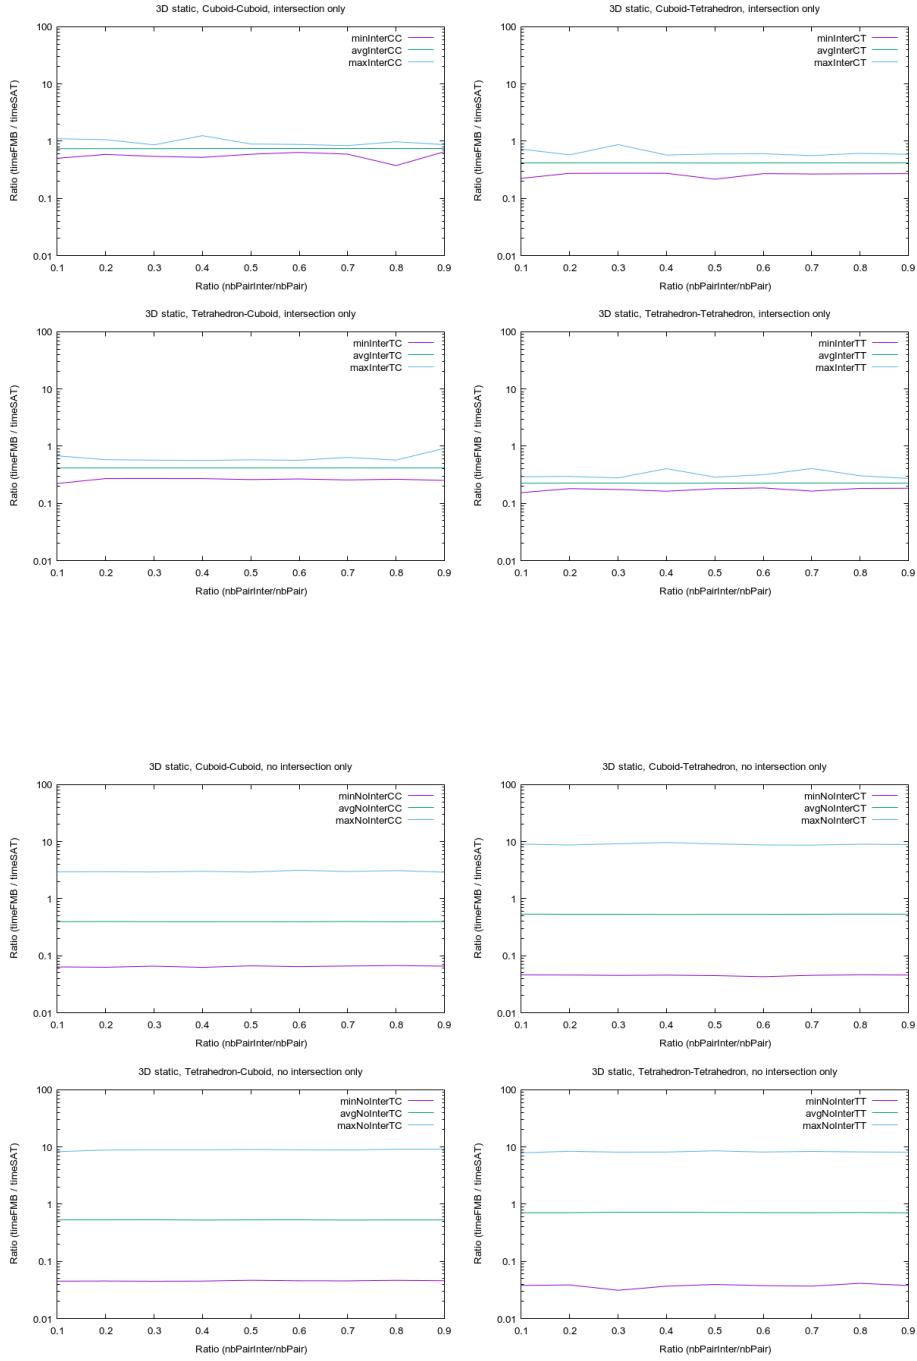 3D static, Cuboid-Cuboid, intersection only
100
10
1
0.1
0.01
Ratio (timeFMB / timeSAT)
minInterCC
avgInterCC
maxInterCC
0.1 0.2 0.3 0.4 0.5 0.6 0.7 0.8 0.9
Ratio (nbPairInter/nbPair)
3D static, Cuboid-Tetrahedron, intersection only
100
10
1
0.1
0.01
Ratio (timeFMB / timeSAT)
minInterCT
avgInterCT
maxInterCT
0.1 0.2 0.3 0.4 0.5 0.6 0.7 0.8 0.9
Ratio (nbPairInter/nbPair)
3D static, Tetrahedron-Cuboid, intersection only
100
10
1
0.1
0.01
Ratio (timeFMB / timeSAT)
minInterTC
avgInterTC
maxInterTC
0.1 0.2 0.3 0.4 0.5 0.6 0.7 0.8 0.9
Ratio (nbPairInter/nbPair)
3D static, Tetrahedron-Tetrahedron, intersection only
100
10
1
0.1
0.01
Ratio (timeFMB / timeSAT)
minInterTT
avgInterTT
maxInterTT
0.1 0.2 0.3 0.4 0.5 0.6 0.7 0.8 0.9
Ratio (nbPairInter/nbPair)
3D static, Cuboid-Cuboid, no intersection only
100
10
1
0.1
0.01
Ratio (timeFMB / timeSAT)
minNoInterCC
avgNoInterCC
maxNoInterCC
0.1 0.2 0.3 0.4 0.5 0.6 0.7 0.8 0.9
Ratio (nbPairInter/nbPair)
3D static, Cuboid-Tetrahedron, no intersection only
100
10
1
0.1
0.01
Ratio (timeFMB / timeSAT)
minNoInterCT
avgNoInterCT
maxNoInterCT
0.1 0.2 0.3 0.4 0.5 0.6 0.7 0.8 0.9
Ratio (nbPairInter/nbPair)
3D static, Tetrahedron-Cuboid, no intersection only
100
10
1
0.1
0.01
Ratio (timeFMB / timeSAT)
minNoInterTC
avgNoInterTC
maxNoInterTC
0.1 0.2 0.3 0.4 0.5 0.6 0.7 0.8 0.9
Ratio (nbPairInter/nbPair)
3D static, Tetrahedron-Tetrahedron, no intersection only
100
10
1
0.1
0.01
Ratio (timeFMB / timeSAT)
minNoInterTT
avgNoInterTT
maxNoInterTT
0.1 0.2 0.3 0.4 0.5 0.6 0.7 0.8 0.9
Ratio (nbPairInter/nbPair)